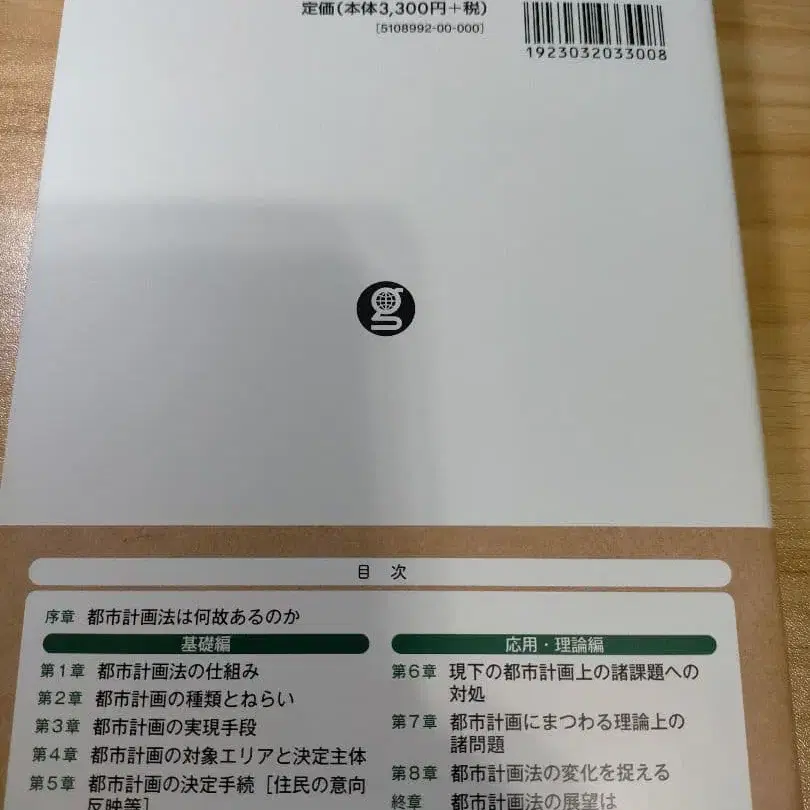 定価(本体3,300円+税)
[5108992-00-000]
1923032033008
g
目 次
序章 都市計画法は何故あるのか
基礎編
第1章 都市計画法の仕組み
第2章 都市計画の種類とねらい
第3章 都市計画の実現手段
第4章 都市計画の対象エリアと決定主体
第5章 都市計画の決定手続[住民の意向
反映等]
応用・理論編
第6章 現下の都市計画上の諸課題への
対処
第7章 都市計画にまつわる理論上の
諸問題
第8章 都市計画法の変化を捉える
終章 都市計画法の展望は